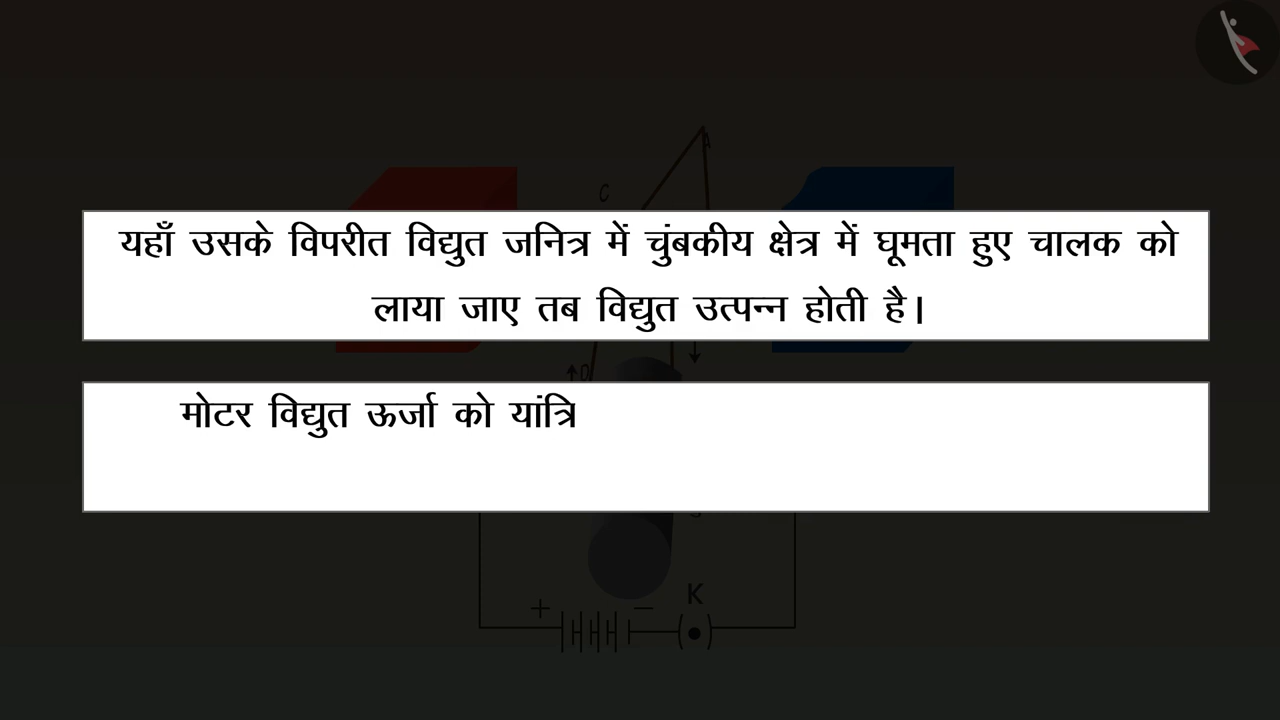 यहाँ उसके विपरीत विद्युत जनित्र में चुंबकीय क्षेत्र में घूमता हुए चालक को
लाया जाए तब विद्युत उत्पन्न होती है।
मोटर विद्युत ऊर्जा को यांत्रि
A
C
D
S
K
+
−